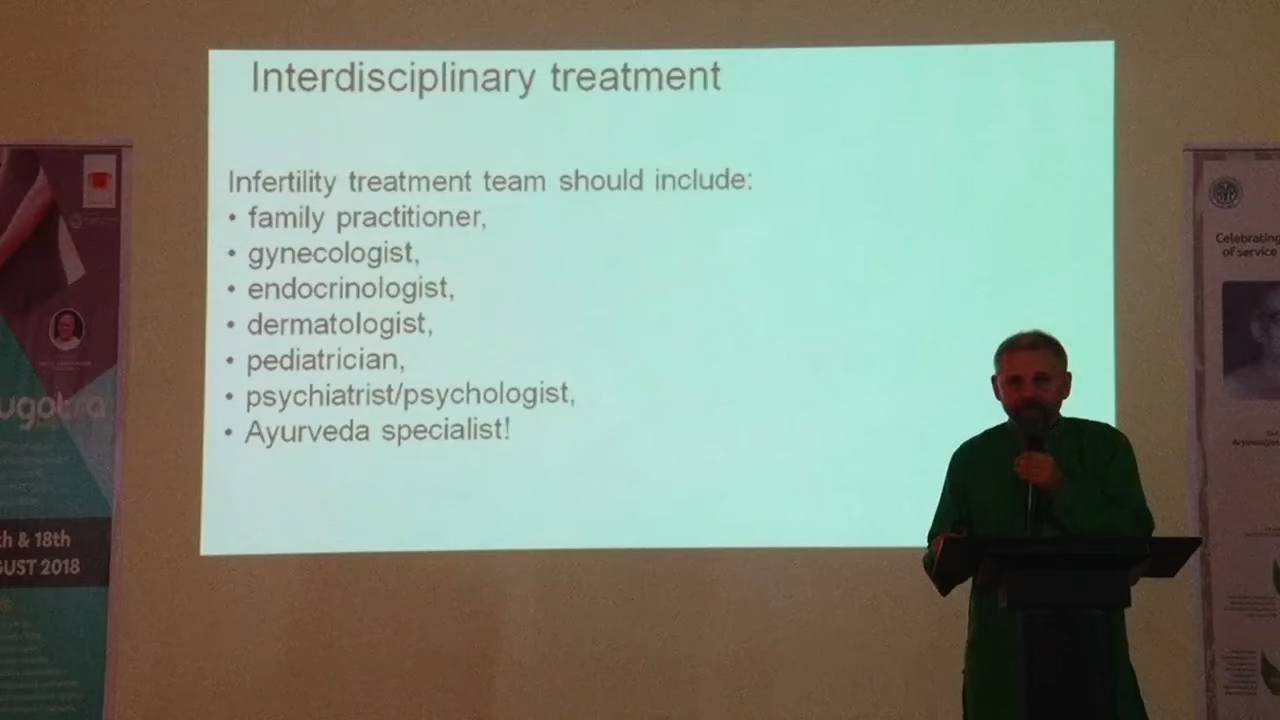 Interdisciplinary treatment
Infertility treatment team should include:
• family practitioner,
• gynecologist,
• endocrinologist,
• dermatologist,
• pediatrician,
• psychiatrist/psychologist,
• Ayurveda specialist!
ugotra
th & 18th
GUST 2018
Celebrating
of service